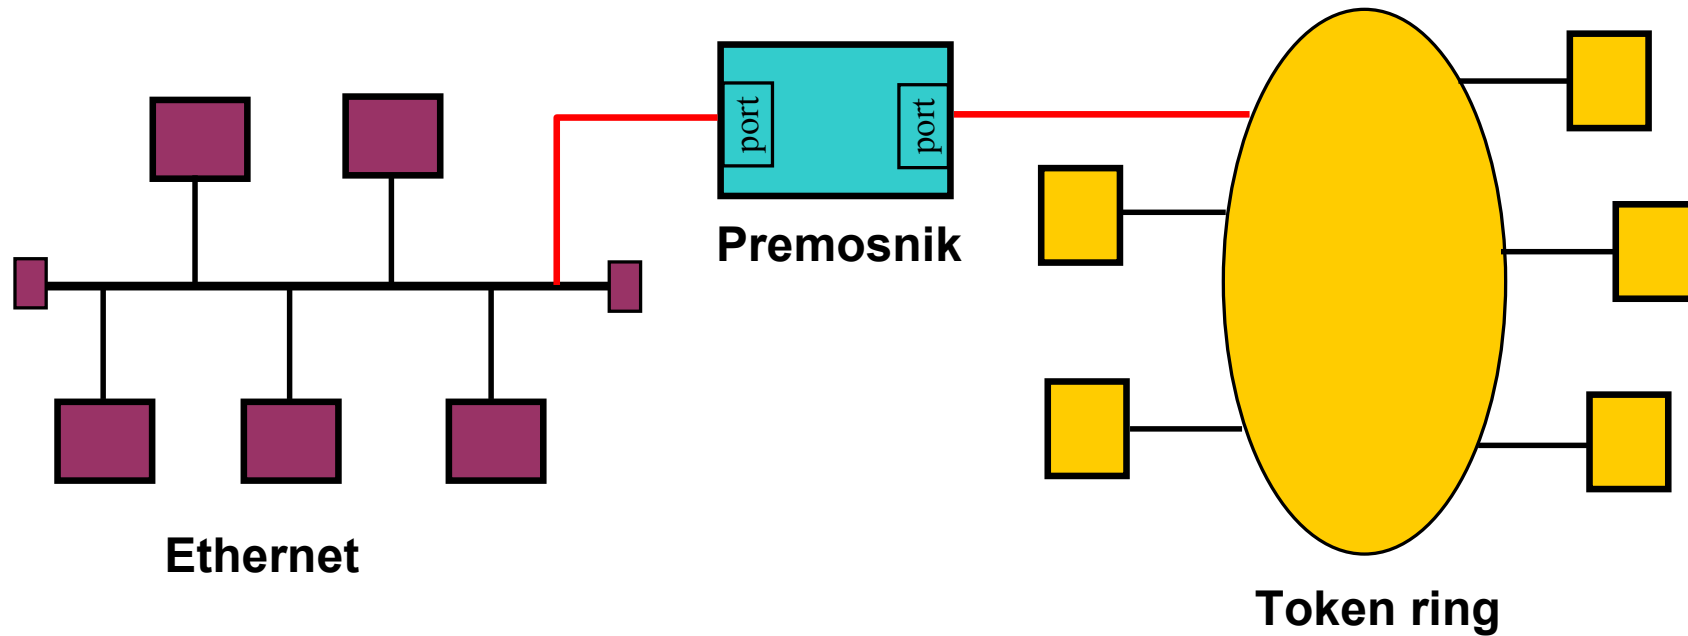 port
port
Premosnik
Ethernet
Token ring